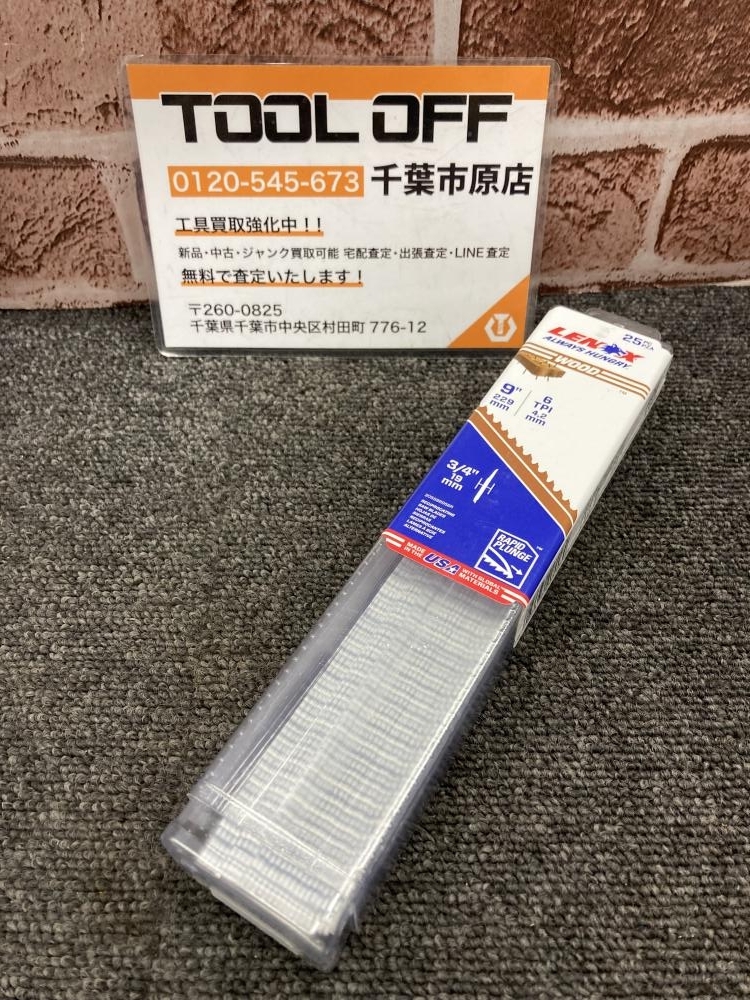 TOOL OFF
0120-545-673 千葉市原店
工具買取強化中！！
新品・中古・ジャンク買取可能 宅配査定・出張査定・LINE査定
無料で査定いたします！
〒260-0825
千葉県千葉市中央区村田町 776-12
LENOX
25
ALWAYS HUNGRY
WOOD
9" 6
229 TPI
mm 4.2
mm
3/4"
19
mm
RECIPROCATING
SAW BLADES
RAPID
PLUNGE
MADE
IN THE
USA
WITH GLOBAL
MATERIALS